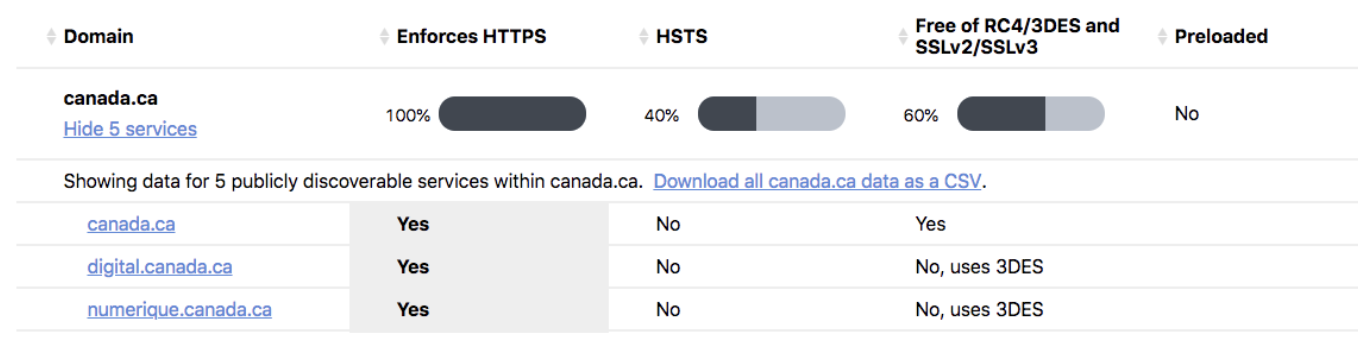 Domain Enforces HTTPS HSTS Free of RC4/3DES and SSLv2/SSLv3 Preloaded
canada.ca
Hide 5 services
100% 40% 60% No
Showing data for 5 publicly discoverable services within canada.ca. Download all canada.ca data as a CSV.
canada.ca Yes No Yes
digital.canada.ca Yes No No, uses 3DES
numerique.canada.ca Yes No No, uses 3DES